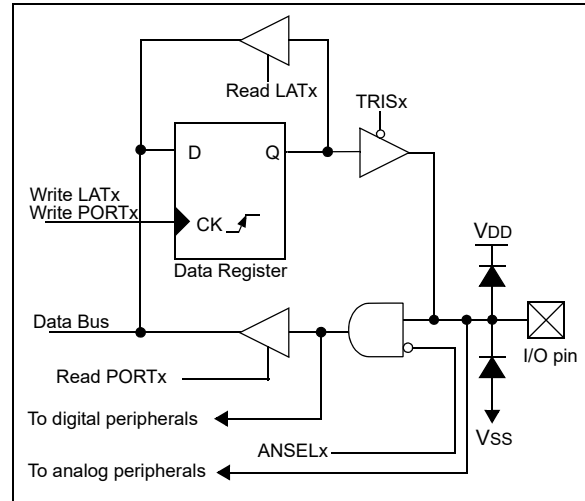 Read LATx
TRISx
D
Q
Write LATx
Write PORTx
CK
VDD
Data Register
Data Bus
I/O pin
Read PORTx
To digital peripherals
VSS
ANSELx
To analog peripherals